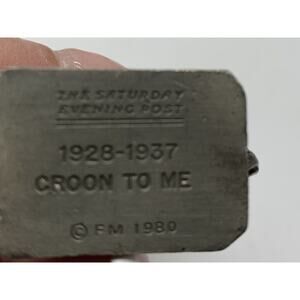 THE SATURDAY
EVENING POST
1928-1937
CROON TO ME
© FM 1980